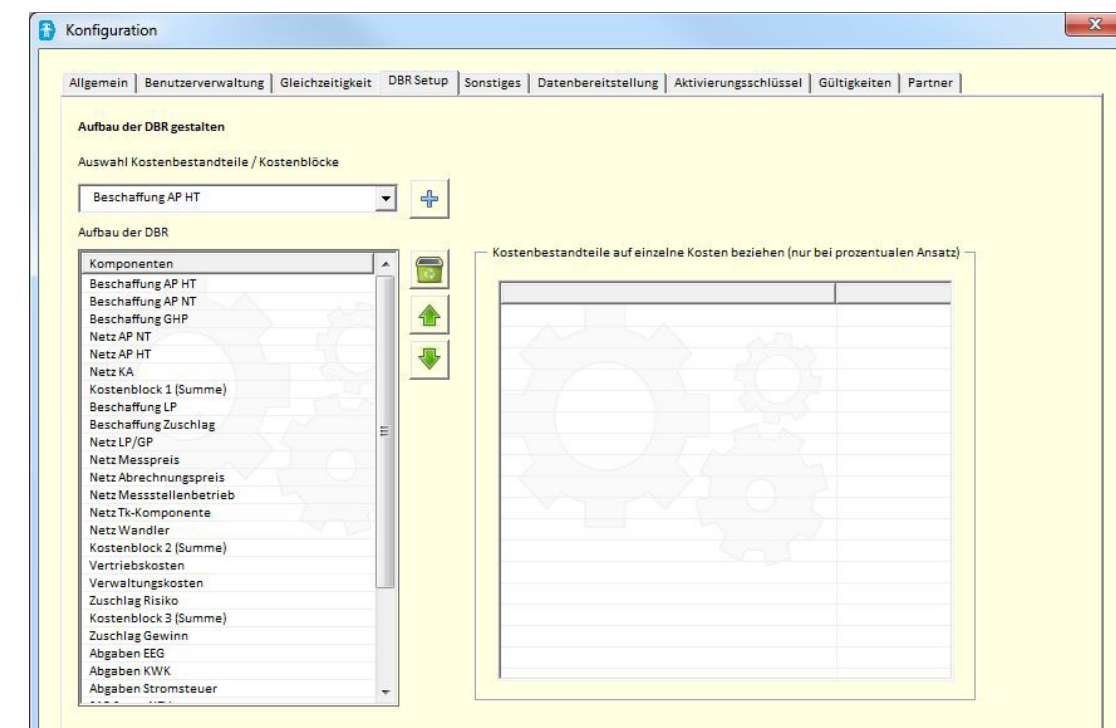 Konfiguration
Allgemein Benutzerverwaltung Gleichzeitigkeit DBR Setup Sonstiges Datenbereitstellung Aktivierungsschlüssel Gültigkeiten Partner
Aufbau der DBR gestalten
Auswahl Kostenbestandteile / Kostenblöcke
Beschaffung AP HT
Aufbau der DBR
Kostenbestandteile auf einzelne Kosten beziehen (nur bei prozentualen Ansatz)
Komponenten
Beschaffung AP HT
Beschaffung AP NT
Beschaffung GHP
Netz AP NT
Netz AP HT
Netz KA
Kostenblock 1 (Summe)
Beschaffung LP
Beschaffung Zuschlag
Netz LP/GP
Netz Messpreis
Netz Abrechnungspreis
Netz Messstellenbetrieb
Netz Tk-Komponente
Netz Wandler
Kostenblock 2 (Summe)
Vertriebskosten
Verwaltungskosten
Zuschlag Risiko
Kostenblock 3 (Summe)
Zuschlag Gewinn
Abgaben EEG
Abgaben KWK
Abgaben Stromsteuer